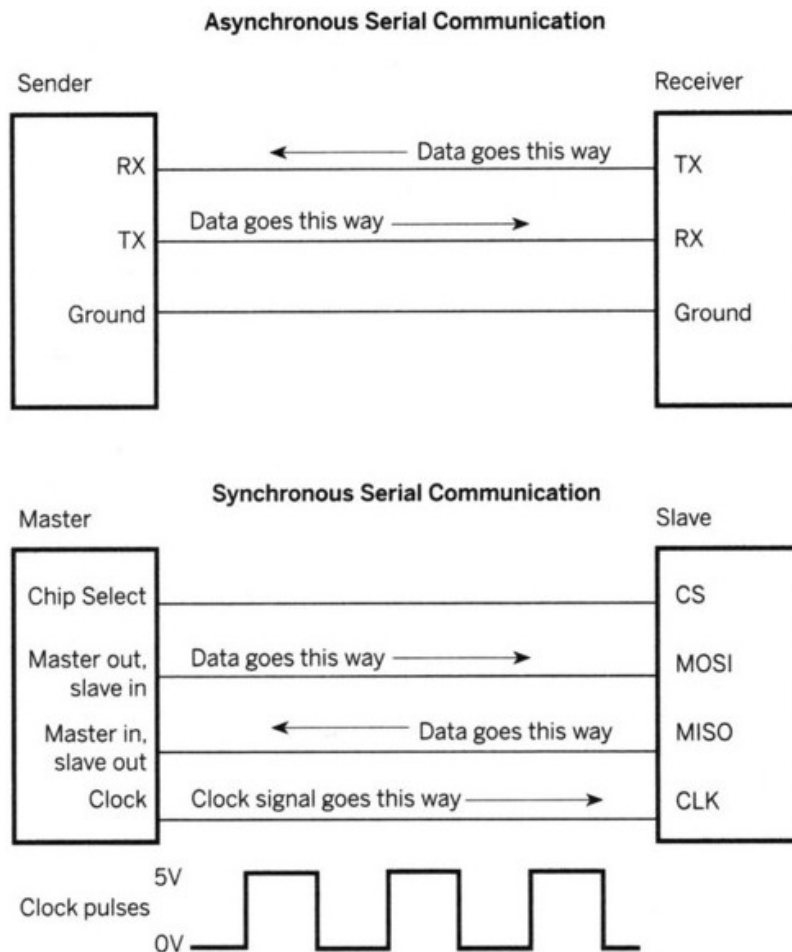 Asynchronous Serial Communication
Sender
Receiver
RX
Data goes this way
TX
TX
Data goes this way
RX
Ground
Ground
Synchronous Serial Communication
Master
Slave
Chip Select
CS
Master out,
slave in
Data goes this way
MOSI
Master in,
slave out
Data goes this way
MISO
Clock
Clock signal goes this way
CLK
5V
Clock pulses
0V